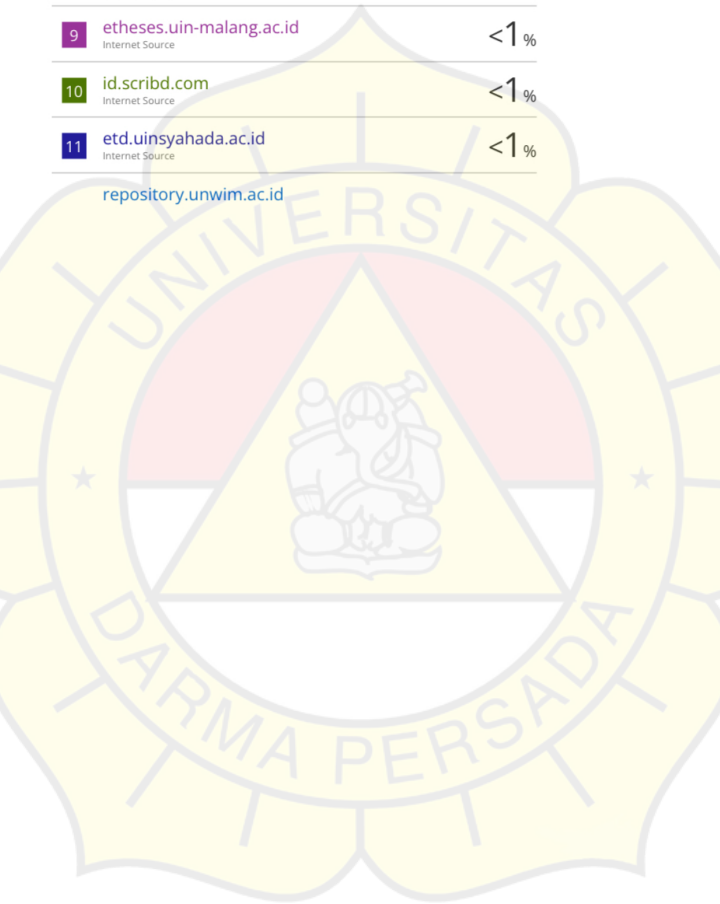 9 etheses.uin-malang.ac.id <1%
Internet Source
10 id.scribd.com <1%
Internet Source
11 etd.uinsyahada.ac.id <1%
Internet Source
repository.unwim.ac.id
UNIVERSITAS
DARMA PERSADA